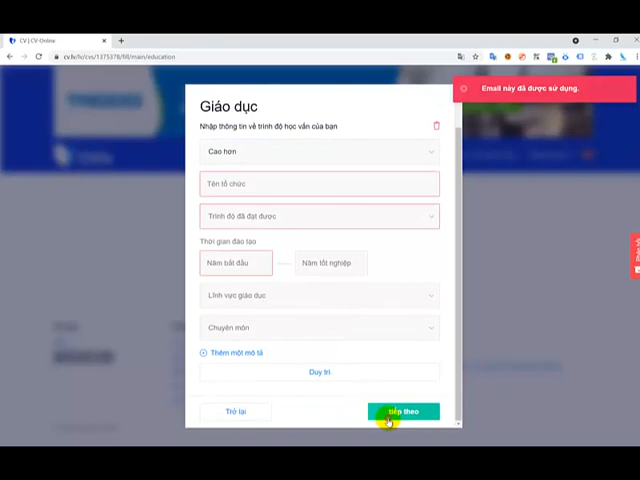 CV | CV-Online
cv.lv/lv/cvs/1375378/fill/main/education
Email này đã được sử dụng.
Giáo dục
Nhập thông tin về trình độ học vấn của bạn
Cao hơn
Tên tổ chức
Trình độ đã đạt được
Thời gian đào tạo
Năm bắt đầu
Năm tốt nghiệp
Lĩnh vực giáo dục
Chuyên môn
Thêm một mô tả
Duy trì
Trở lại
tiếp theo